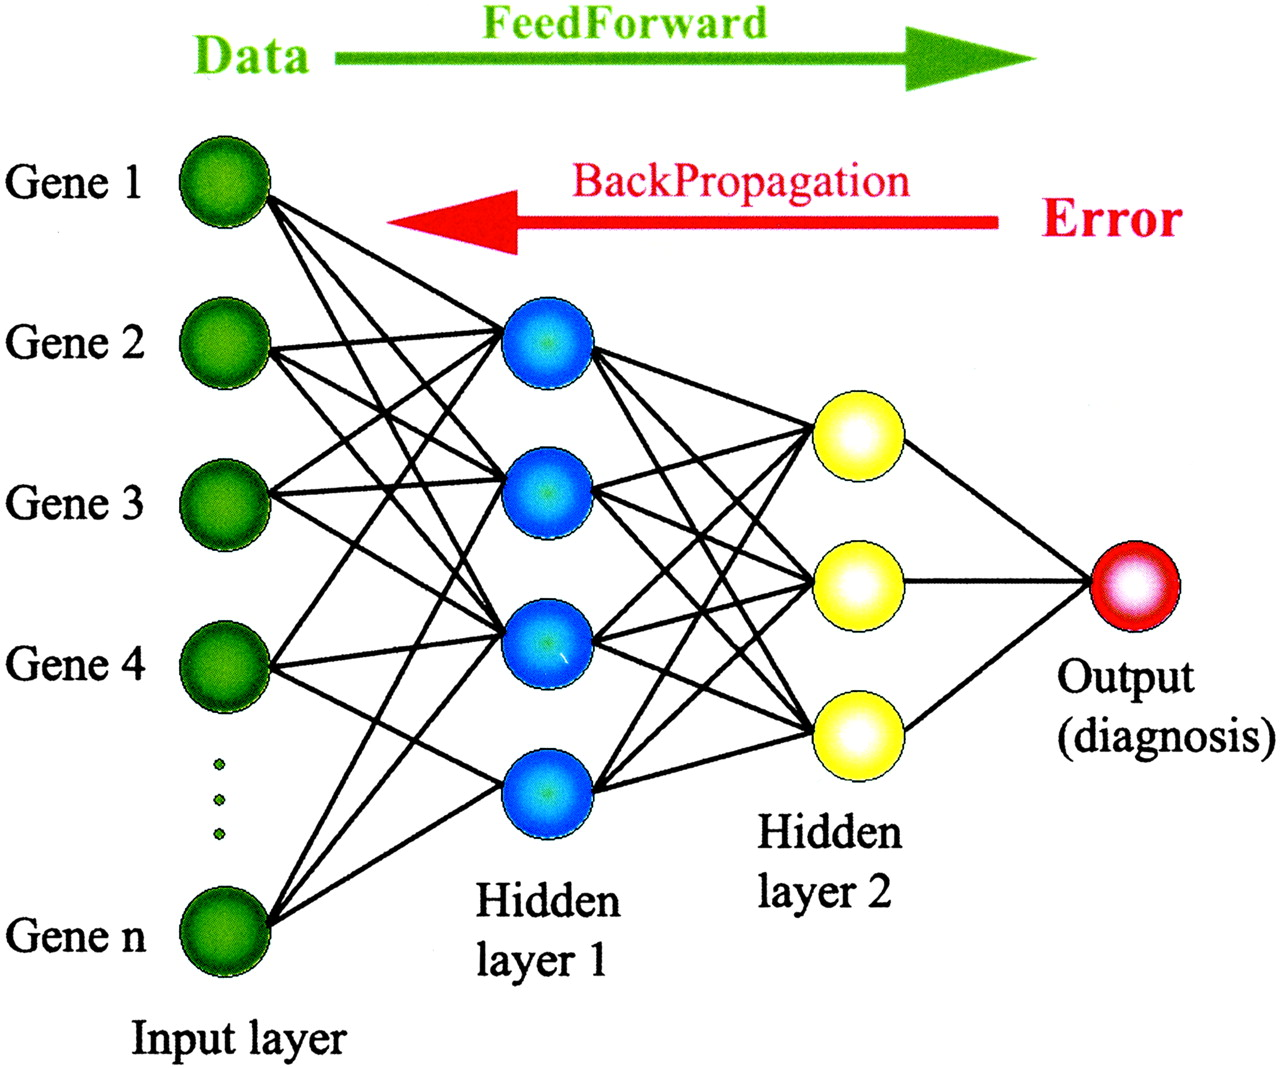 FeedForward
Data
BackPropagation
Error
Gene 1
Gene 2
Gene 3
Gene 4
Gene n
Input layer
Hidden
layer 1
Hidden
layer 2
Output
(diagnosis)